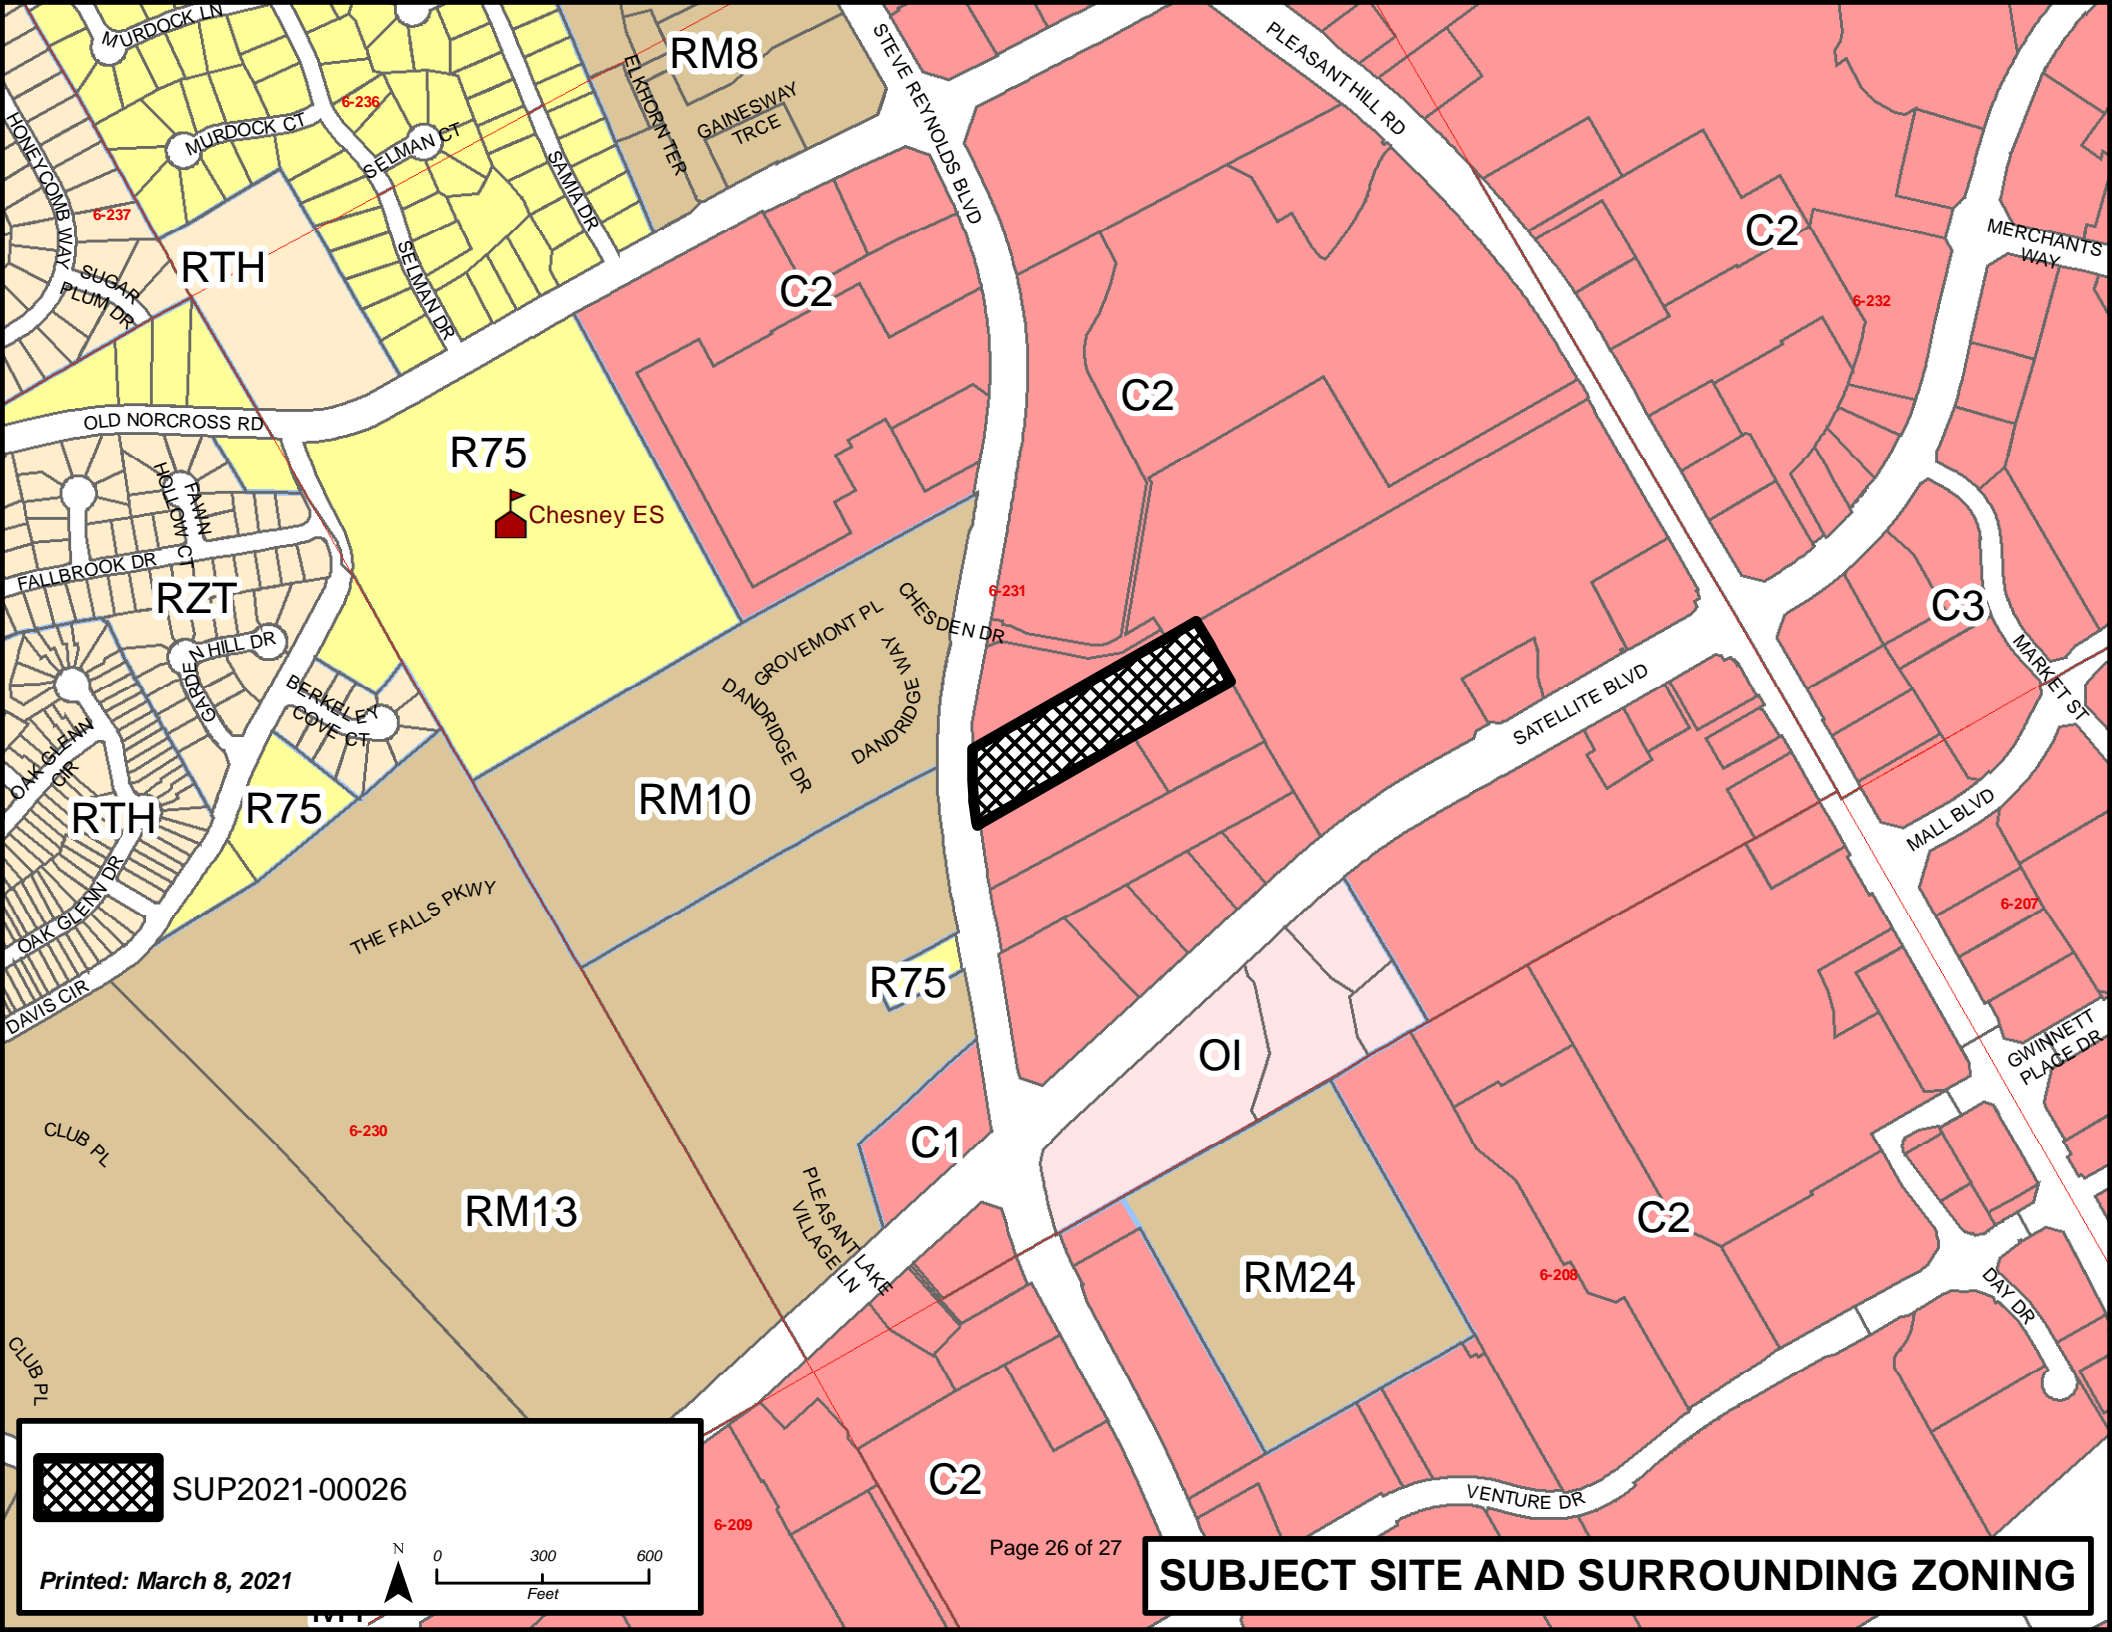 MURDOCK LN
RM8
STEVE REYNOLDS BLVD
PLEASANT HILL RD
ELKHORN TER
GAINESWAY
TRCE
6-236
HONEYCOMB WAY
MURDOCK CT
SELMAN CT
SAMIA DR
6-237
RTH
SUGAR
PLUM DR
SELMAN DR
C2
C2
MERCHANTS
WAY
6-232
C2
OLD NORCROSS RD
R75
Chesney ES
FAWN
HOLLOW CT
FALLBROOK DR
RZT
GROVEMONT PL
CHESDEN DR
6-231
C3
GARDEN HILL DR
DANDRIDGE WAY
DANDRIDGE DR
BERKELEY
COVE CT
SATELLITE BLVD
MARKET ST
OAK GLENN
CIR
RTH
R75
RM10
MALL BLVD
OAK GLENN DR
THE FALLS PKWY
6-207
R75
DAVIS CIR
OI
GWINNETT
PLACE DR
CLUB PL
6-230
C1
PLEASANT LAKE
VILLAGE LN
RM13
C2
RM24
6-208
DAY DR
CLUB PL
C2
VENTURE DR
6-209
SUP2021-00026
Printed: March 8, 2021
N
0 300 600
Feet
Page 26 of 27
SUBJECT SITE AND SURROUNDING ZONING